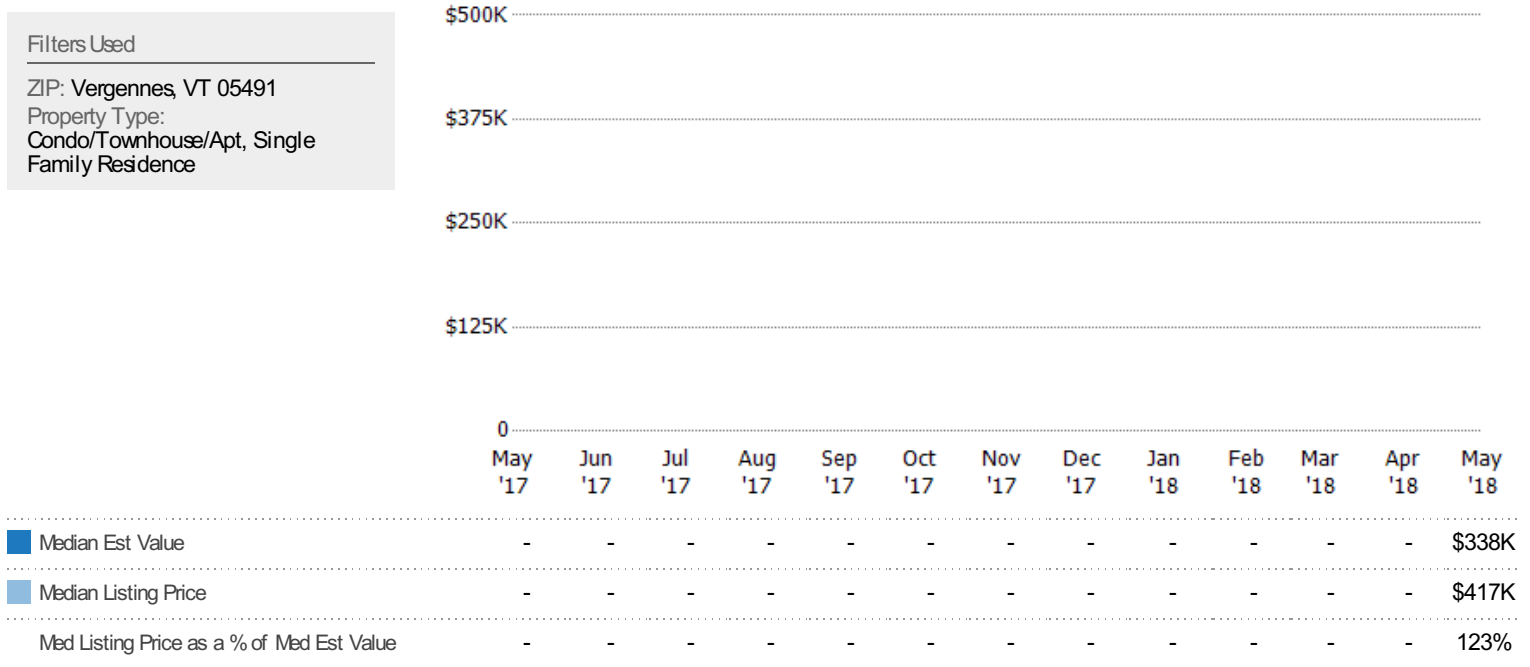 Filters Used
ZIP: Vergennes, VT 05491
Property Type:
Condo/Townhouse/Apt, Single
Family Residence
$500K
$375K
$250K
$125K
0
May Jun Jul Aug Sep Oct Nov Dec Jan Feb Mar Apr May
'17 '17 '17 '17 '17 '17 '17 '17 '18 '18 '18 '18 '18
Median Est Value - - - - - - - - - - - - $338K
Median Listing Price - - - - - - - - - - - - $417K
Med Listing Price as a % of Med Est Value - - - - - - - - - - - - 123%